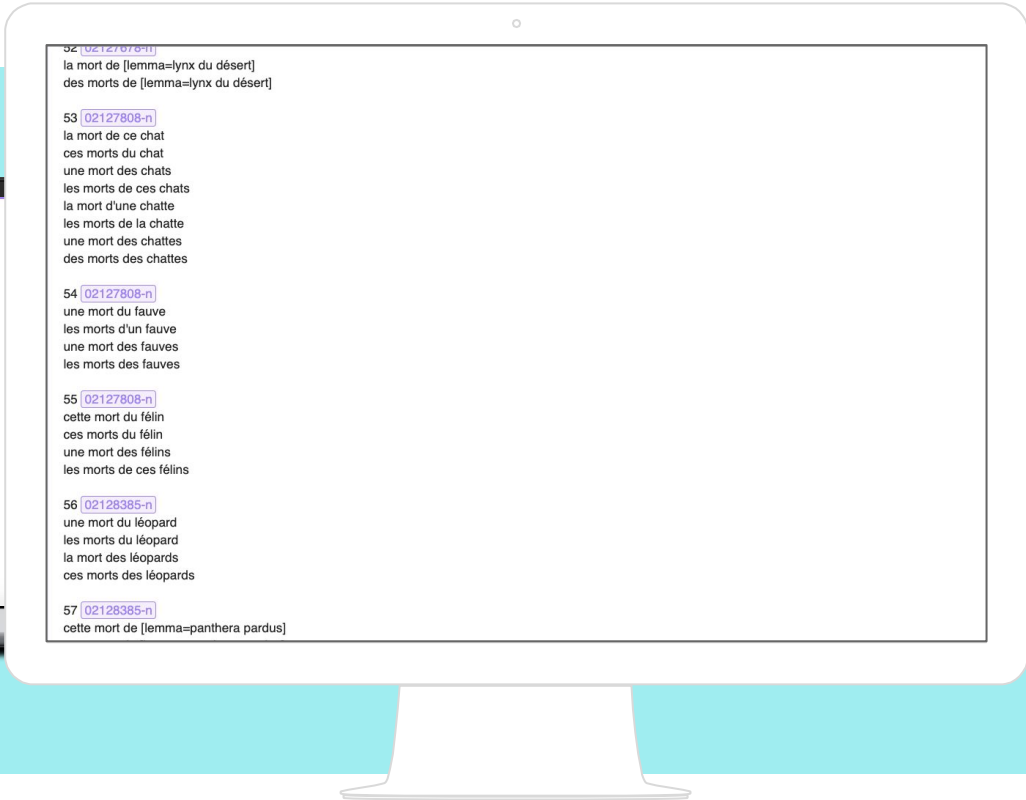 52 02127678-n
la mort de [lemma=lynx du désert]
des morts de [lemma=lynx du désert]
53 02127808-n
la mort de ce chat
ces morts du chat
une mort des chats
les morts de ces chats
la mort d'une chatte
les morts de la chatte
une mort des chattes
des morts des chattes
54 02127808-n
une mort du fauve
les morts d'un fauve
une mort des fauves
les morts des fauves
55 02127808-n
cette mort du félin
ces morts du félin
une mort des félins
les morts de ces félins
56 02128385-n
une mort du léopard
les morts du léopard
la mort des léopards
ces morts des léopards
57 02128385-n
cette mort de [lemma=panthera pardus]